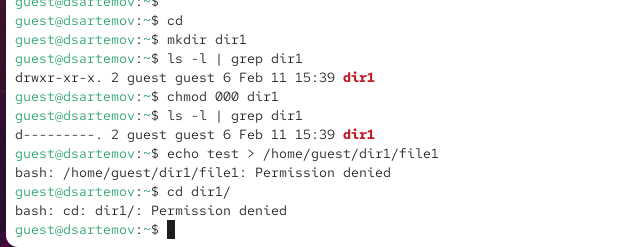 guest@dsartemov:~$
guest@dsartemov:~$ cd
guest@dsartemov:~$ mkdir dir1
guest@dsartemov:~$ ls -l | grep dir1
drwxr-xr-x. 2 guest guest 6 Feb 11 15:39 dir1
guest@dsartemov:~$ chmod 000 dir1
guest@dsartemov:~$ ls -l | grep dir1
d---------. 2 guest guest 6 Feb 11 15:39 dir1
guest@dsartemov:~$ echo test > /home/guest/dir1/file1
bash: /home/guest/dir1/file1: Permission denied
guest@dsartemov:~$ cd dir1/
bash: cd: dir1/: Permission denied
guest@dsartemov:~$